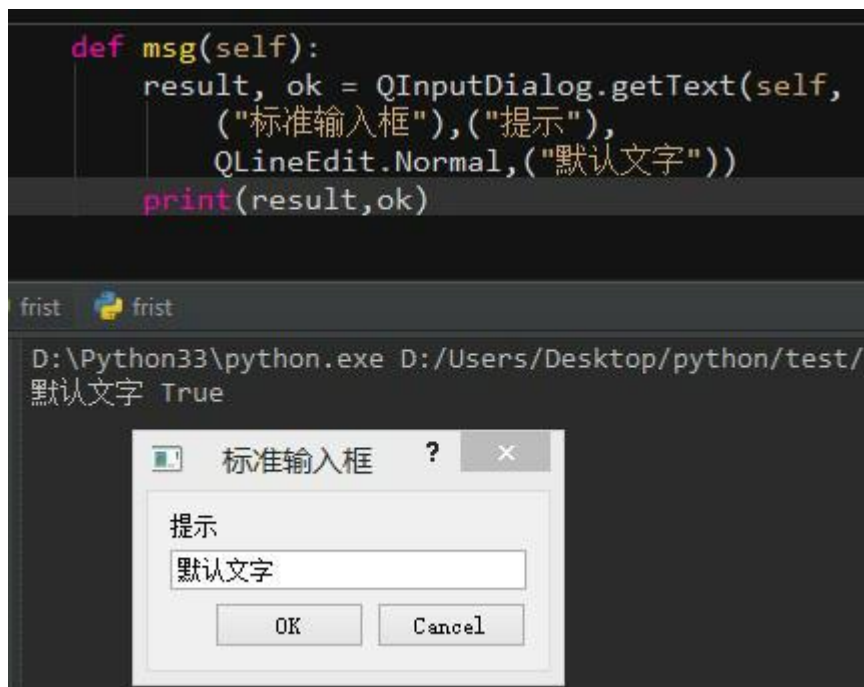 def msg(self):
result, ok = QInputDialog.getText(self,
("标准输入框"),("提示"),
QLineEdit.Normal,("默认文字"))
print(result,ok)
frist frist
D:\Python33\python.exe D:/Users/Desktop/python/test/
默认文字 True
标准输入框 ? ×
提示
默认文字
OK Cancel